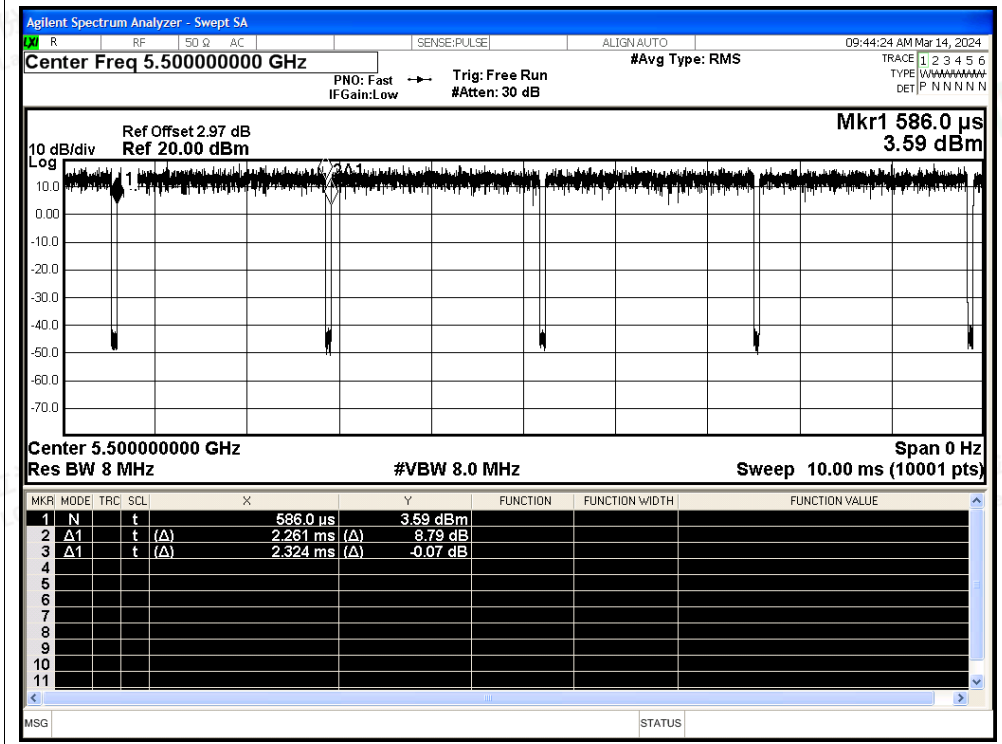 Agilent Spectrum Analyzer - Swept SA
LXI R RF 50 Ω AC SENSE:PULSE ALIGN AUTO 09:44:24 AM Mar 14, 2024
Center Freq 5.500000000 GHz #Avg Type: RMS TRACE 1 2 3 4 5 6
PNO: Fast Trig: Free Run TYPE
IFGain:Low #Atten: 30 dB DET P N N N N N
Mkr1 586.0 µs
Ref Offset 2.97 dB
10 dB/div Ref 20.00 dBm 3.59 dBm
Log
1
3Δ1
10.0
0.00
-10.0
-20.0
-30.0
-40.0
-50.0
-60.0
-70.0
Center 5.500000000 GHz Span 0 Hz
Res BW 8 MHz #VBW 8.0 MHz Sweep 10.00 ms (10001 pts)
MKR MODE TRC SCL X Y FUNCTION FUNCTION WIDTH FUNCTION VALUE
1 N t 586.0 µs 3.59 dBm
2 Δ1 t (Δ) 2.261 ms (Δ) 8.79 dB
3 Δ1 t (Δ) 2.324 ms (Δ) -0.07 dB
4
5
6
7
8
9
10
11
MSG STATUS